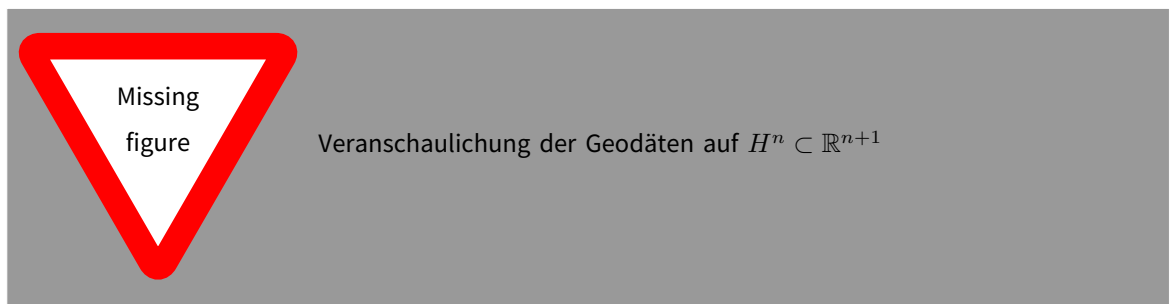 Missing
figure
Veranschaulichung der Geodäten auf $H^n \subset \mathbb{R}^{n+1}$